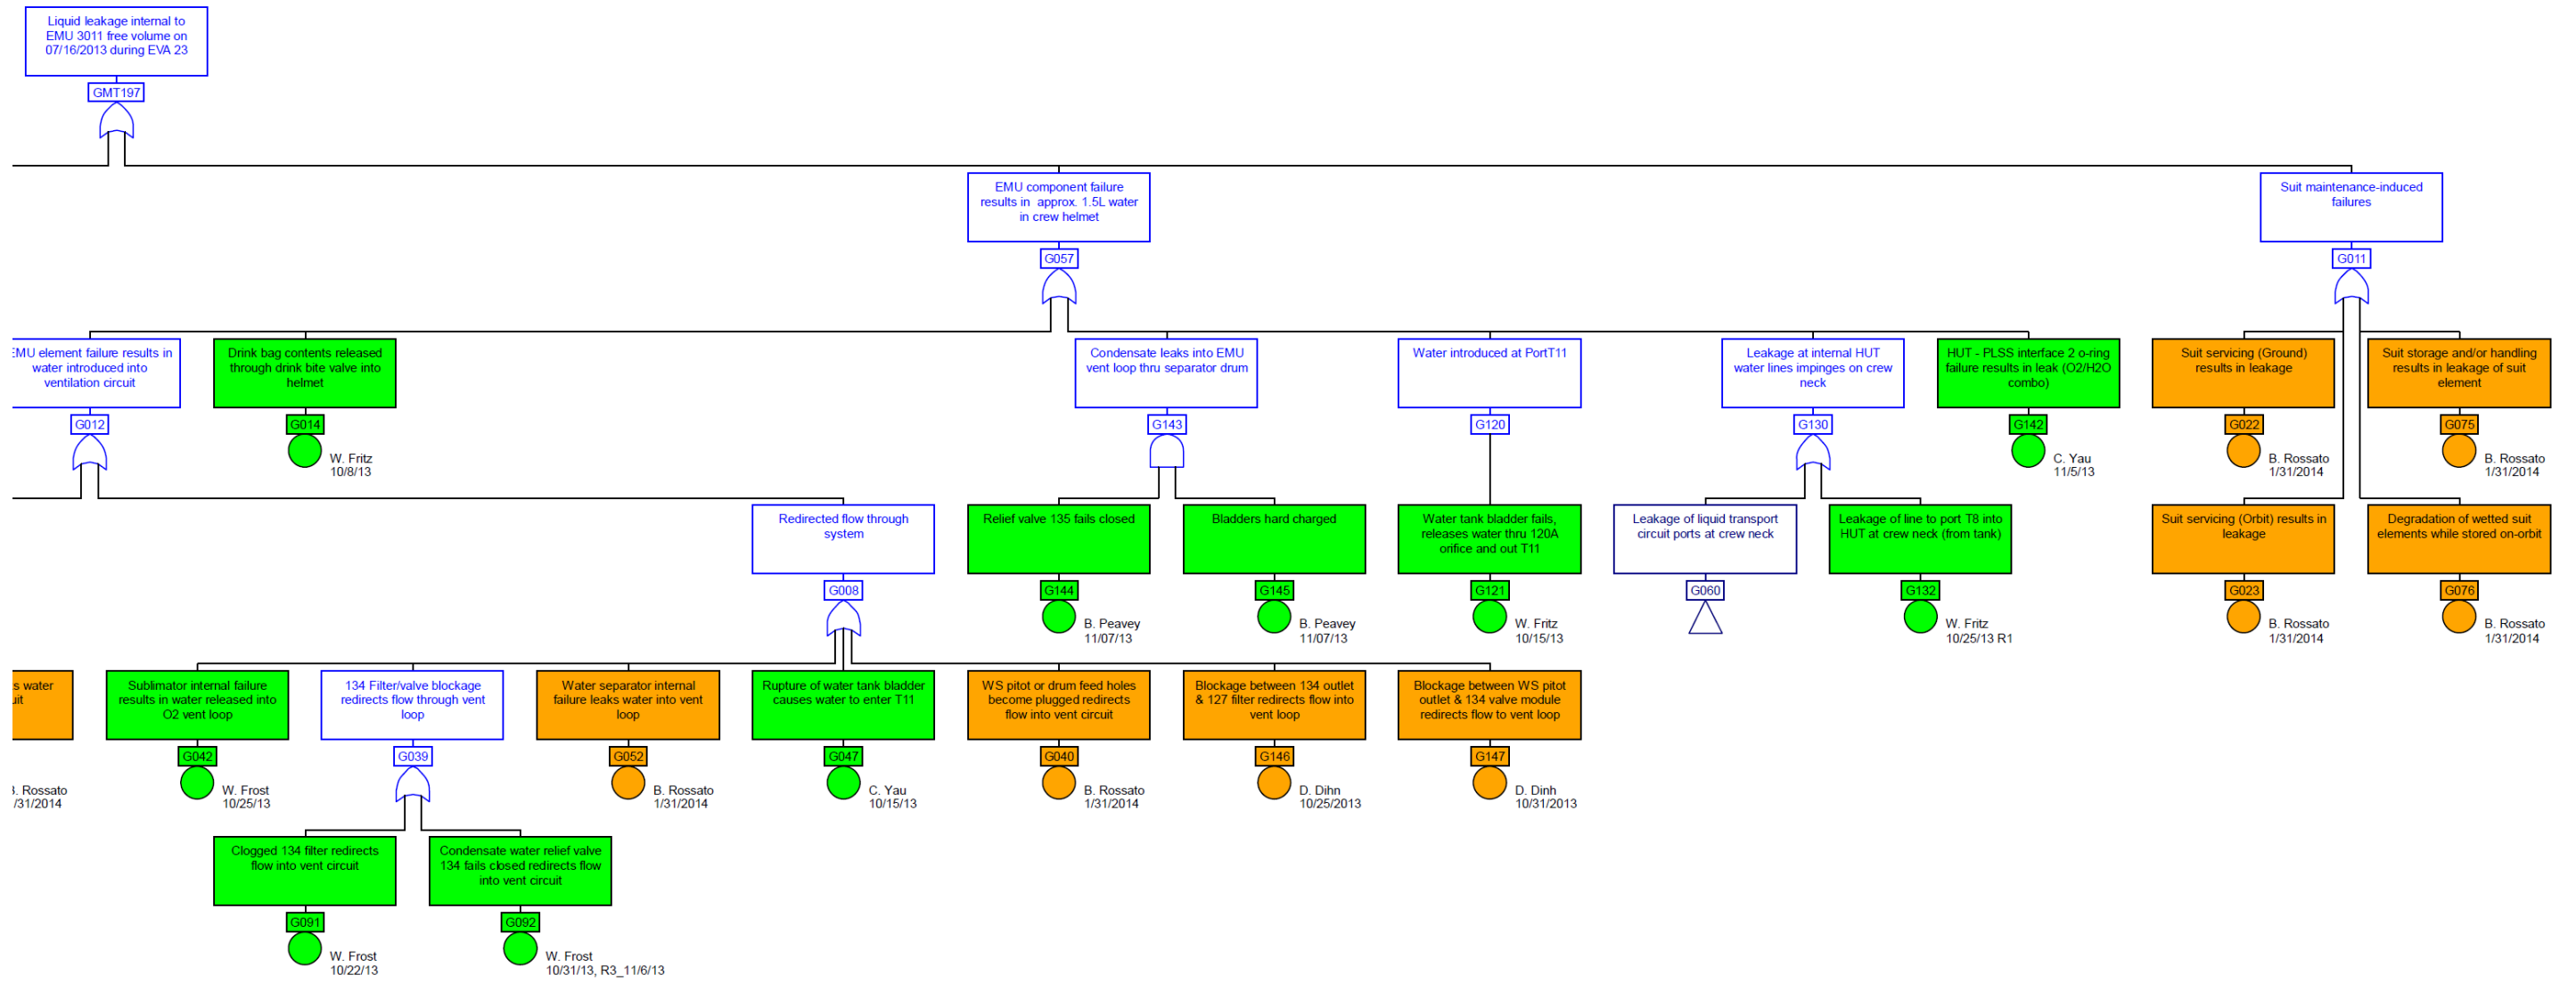 Liquid leakage internal to
EMU 3011 free volume on
07/16/2013 during EVA 23
GMT197
EMU component failure
results in approx. 1.5L water
in crew helmet
G057
Suit maintenance-induced
failures
G011
EMU element failure results in
water introduced into
ventilation circuit
G012
Drink bag contents released
through drink bite valve into
helmet
G014
W. Fritz
10/8/13
Condensate leaks into EMU
vent loop thru separator drum
G143
Water introduced at PortT11
G120
Leakage at internal HUT
water lines impinges on crew
neck
G130
HUT - PLSS interface 2 o-ring
failure results in leak (O2/H2O
combo)
G142
C. Yau
11/5/13
Suit servicing (Ground)
results in leakage
G022
B. Rossato
1/31/2014
Suit storage and/or handling
results in leakage of suit
element
G075
B. Rossato
1/31/2014
Redirected flow through
system
G008
Relief valve 135 fails closed
G144
B. Peavey
11/07/13
Bladders hard charged
G145
B. Peavey
11/07/13
Water tank bladder fails,
releases water thru 120A
orifice and out T11
G121
W. Fritz
10/15/13
Leakage of liquid transport
circuit ports at crew neck
G060
Leakage of line to port T8 into
HUT at crew neck (from tank)
G132
W. Fritz
10/25/13 R1
Suit servicing (Orbit) results in
leakage
G023
B. Rossato
1/31/2014
Degradation of wetted suit
elements while stored on-orbit
G076
B. Rossato
1/31/2014
s water
uit
. Rossato
/31/2014
Sublimator internal failure
results in water released into
O2 vent loop
G042
W. Frost
10/25/13
134 Filter/valve blockage
redirects flow through vent
loop
G039
Water separator internal
failure leaks water into vent
loop
G052
B. Rossato
1/31/2014
Rupture of water tank bladder
causes water to enter T11
G047
C. Yau
10/15/13
WS pitot or drum feed holes
become plugged redirects
flow into vent circuit
G040
B. Rossato
1/31/2014
Blockage between 134 outlet
& 127 filter redirects flow into
vent loop
G146
D. Dihn
10/25/2013
Blockage between WS pitot
outlet & 134 valve module
redirects flow to vent loop
G147
D. Dinh
10/31/2013
Clogged 134 filter redirects
flow into vent circuit
G091
W. Frost
10/22/13
Condensate water relief valve
134 fails closed redirects flow
into vent circuit
G092
W. Frost
10/31/13, R3_11/6/13